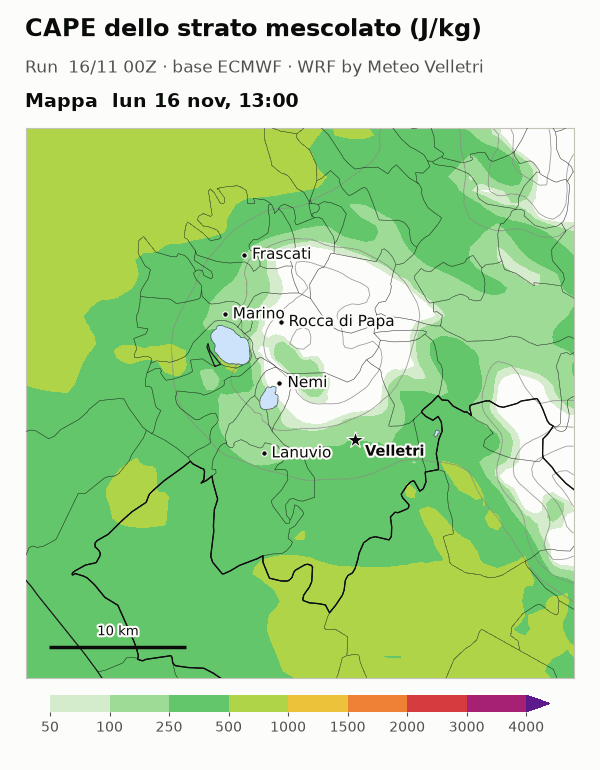 CAPE dello strato mescolato (J/kg)
Run  16/11 00Z · base ECMWF · WRF by Meteo Velletri
Mappa  lun 16 nov, 13:00
Frascati
Marino
Rocca di Papa
Nemi
Velletri
Lanuvio
10 km
50 100 250 500 1000 1500 2000 3000 4000